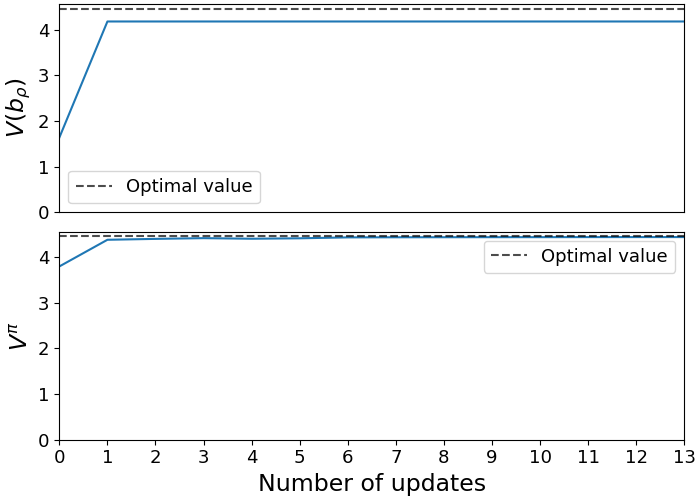 4
3
2
1
0
V(b_ρ)
Optimal value
4
3
2
1
0
V^π
Optimal value
0 1 2 3 4 5 6 7 8 9 10 11 12 13
Number of updates